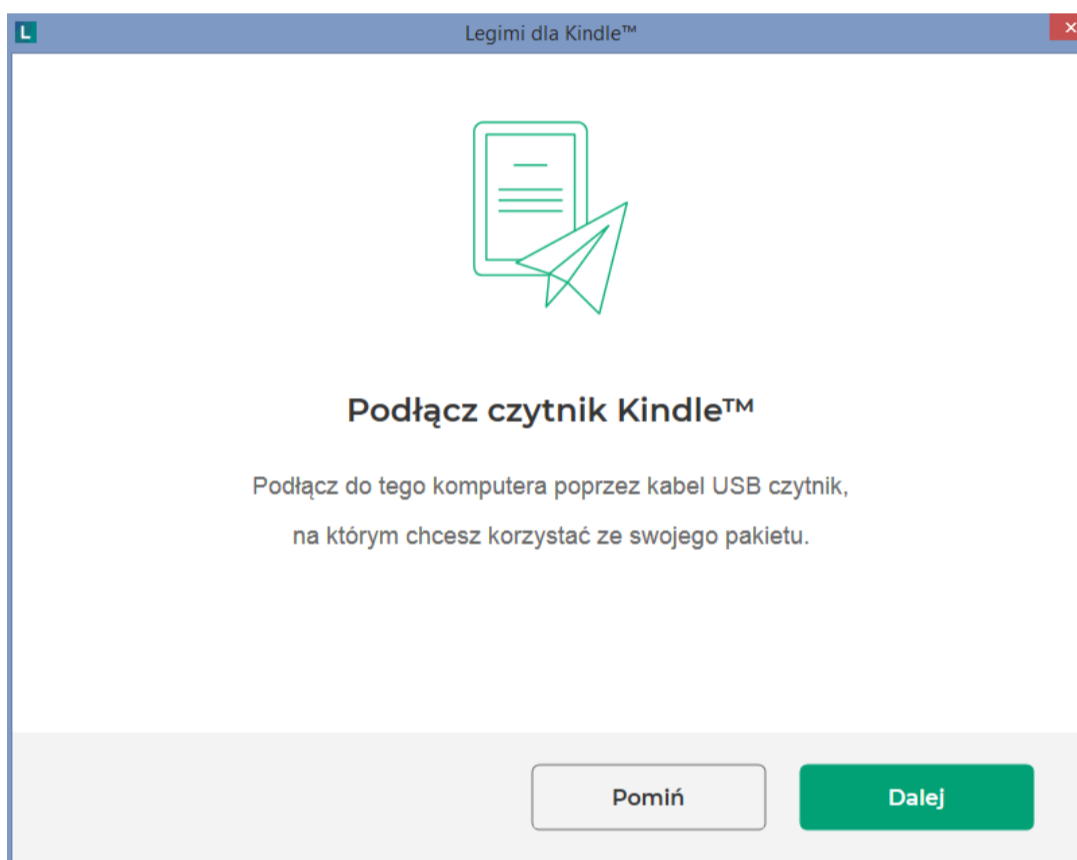 L
Legimi dla Kindle™
Podłącz czytnik Kindle™
Podłącz do tego komputera poprzez kabel USB czytnik,
na którym chcesz korzystać ze swojego pakietu.
Pomiń
Dalej